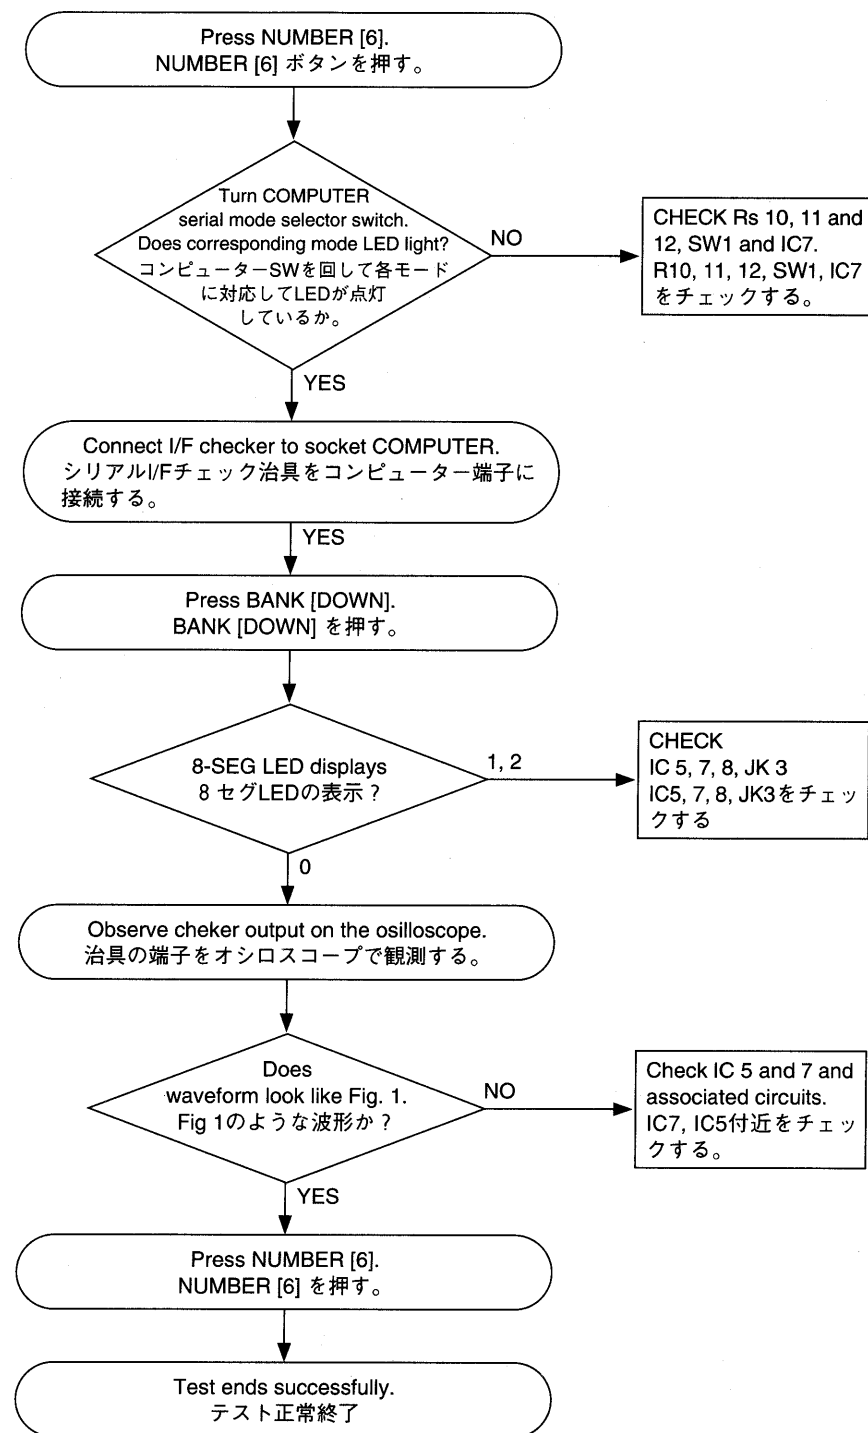 Press NUMBER [6].
NUMBER [6] ボタンを押す。
Turn COMPUTER
serial mode selector switch.
Does corresponding mode LED light?
コンピューターSWを回して各モード
に対応してLEDが点灯
しているか。
NO
CHECK Rs 10, 11 and
12, SW1 and IC7.
R10, 11, 12, SW1, IC7
をチェックする。
YES
Connect I/F checker to socket COMPUTER.
シリアルI/Fチェック治具をコンピューター端子に
接続する。
YES
Press BANK [DOWN].
BANK [DOWN] を押す。
8-SEG LED displays
8 セグLEDの表示？
1, 2
CHECK
IC 5, 7, 8, JK 3
IC5, 7, 8, JK3をチェッ
クする
0
Observe cheker output on the osilloscope.
治具の端子をオシロスコープで観測する。
Does
waveform look like Fig. 1.
Fig 1のような波形か？
NO
Check IC 5 and 7 and
associated circuits.
IC7, IC5付近をチェッ
クする。
YES
Press NUMBER [6].
NUMBER [6] を押す。
Test ends successfully.
テスト正常終了